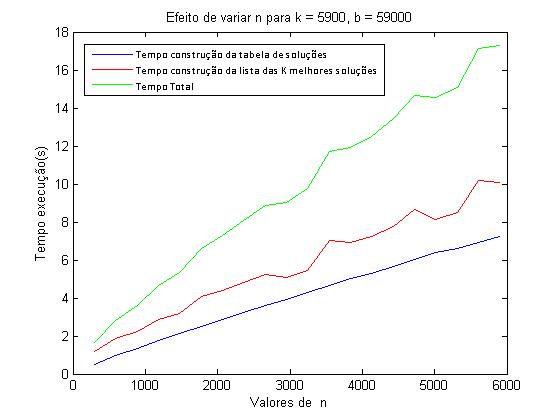 Efeito de variar n para k = 5900, b = 59000
18
16
14
12
10
8
6
4
2
0
Tempo execução(s)
Tempo construção da tabela de soluções
Tempo construção da lista das K melhores soluções
Tempo Total
0 1000 2000 3000 4000 5000 6000
Valores de n